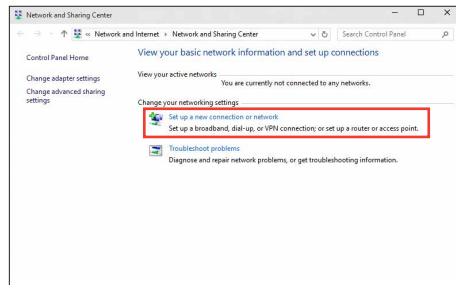 Network and Sharing Center
« Network and Internet › Network and Sharing Center
Search Control Panel
Control Panel Home
Change adapter settings
Change advanced sharing
settings
View your basic network information and set up connections
View your active networks
You are currently not connected to any networks.
Change your networking settings
Set up a new connection or network
Set up a broadband, dial-up, or VPN connection; or set up a router or access point.
Troubleshoot problems
Diagnose and repair network problems, or get troubleshooting information.